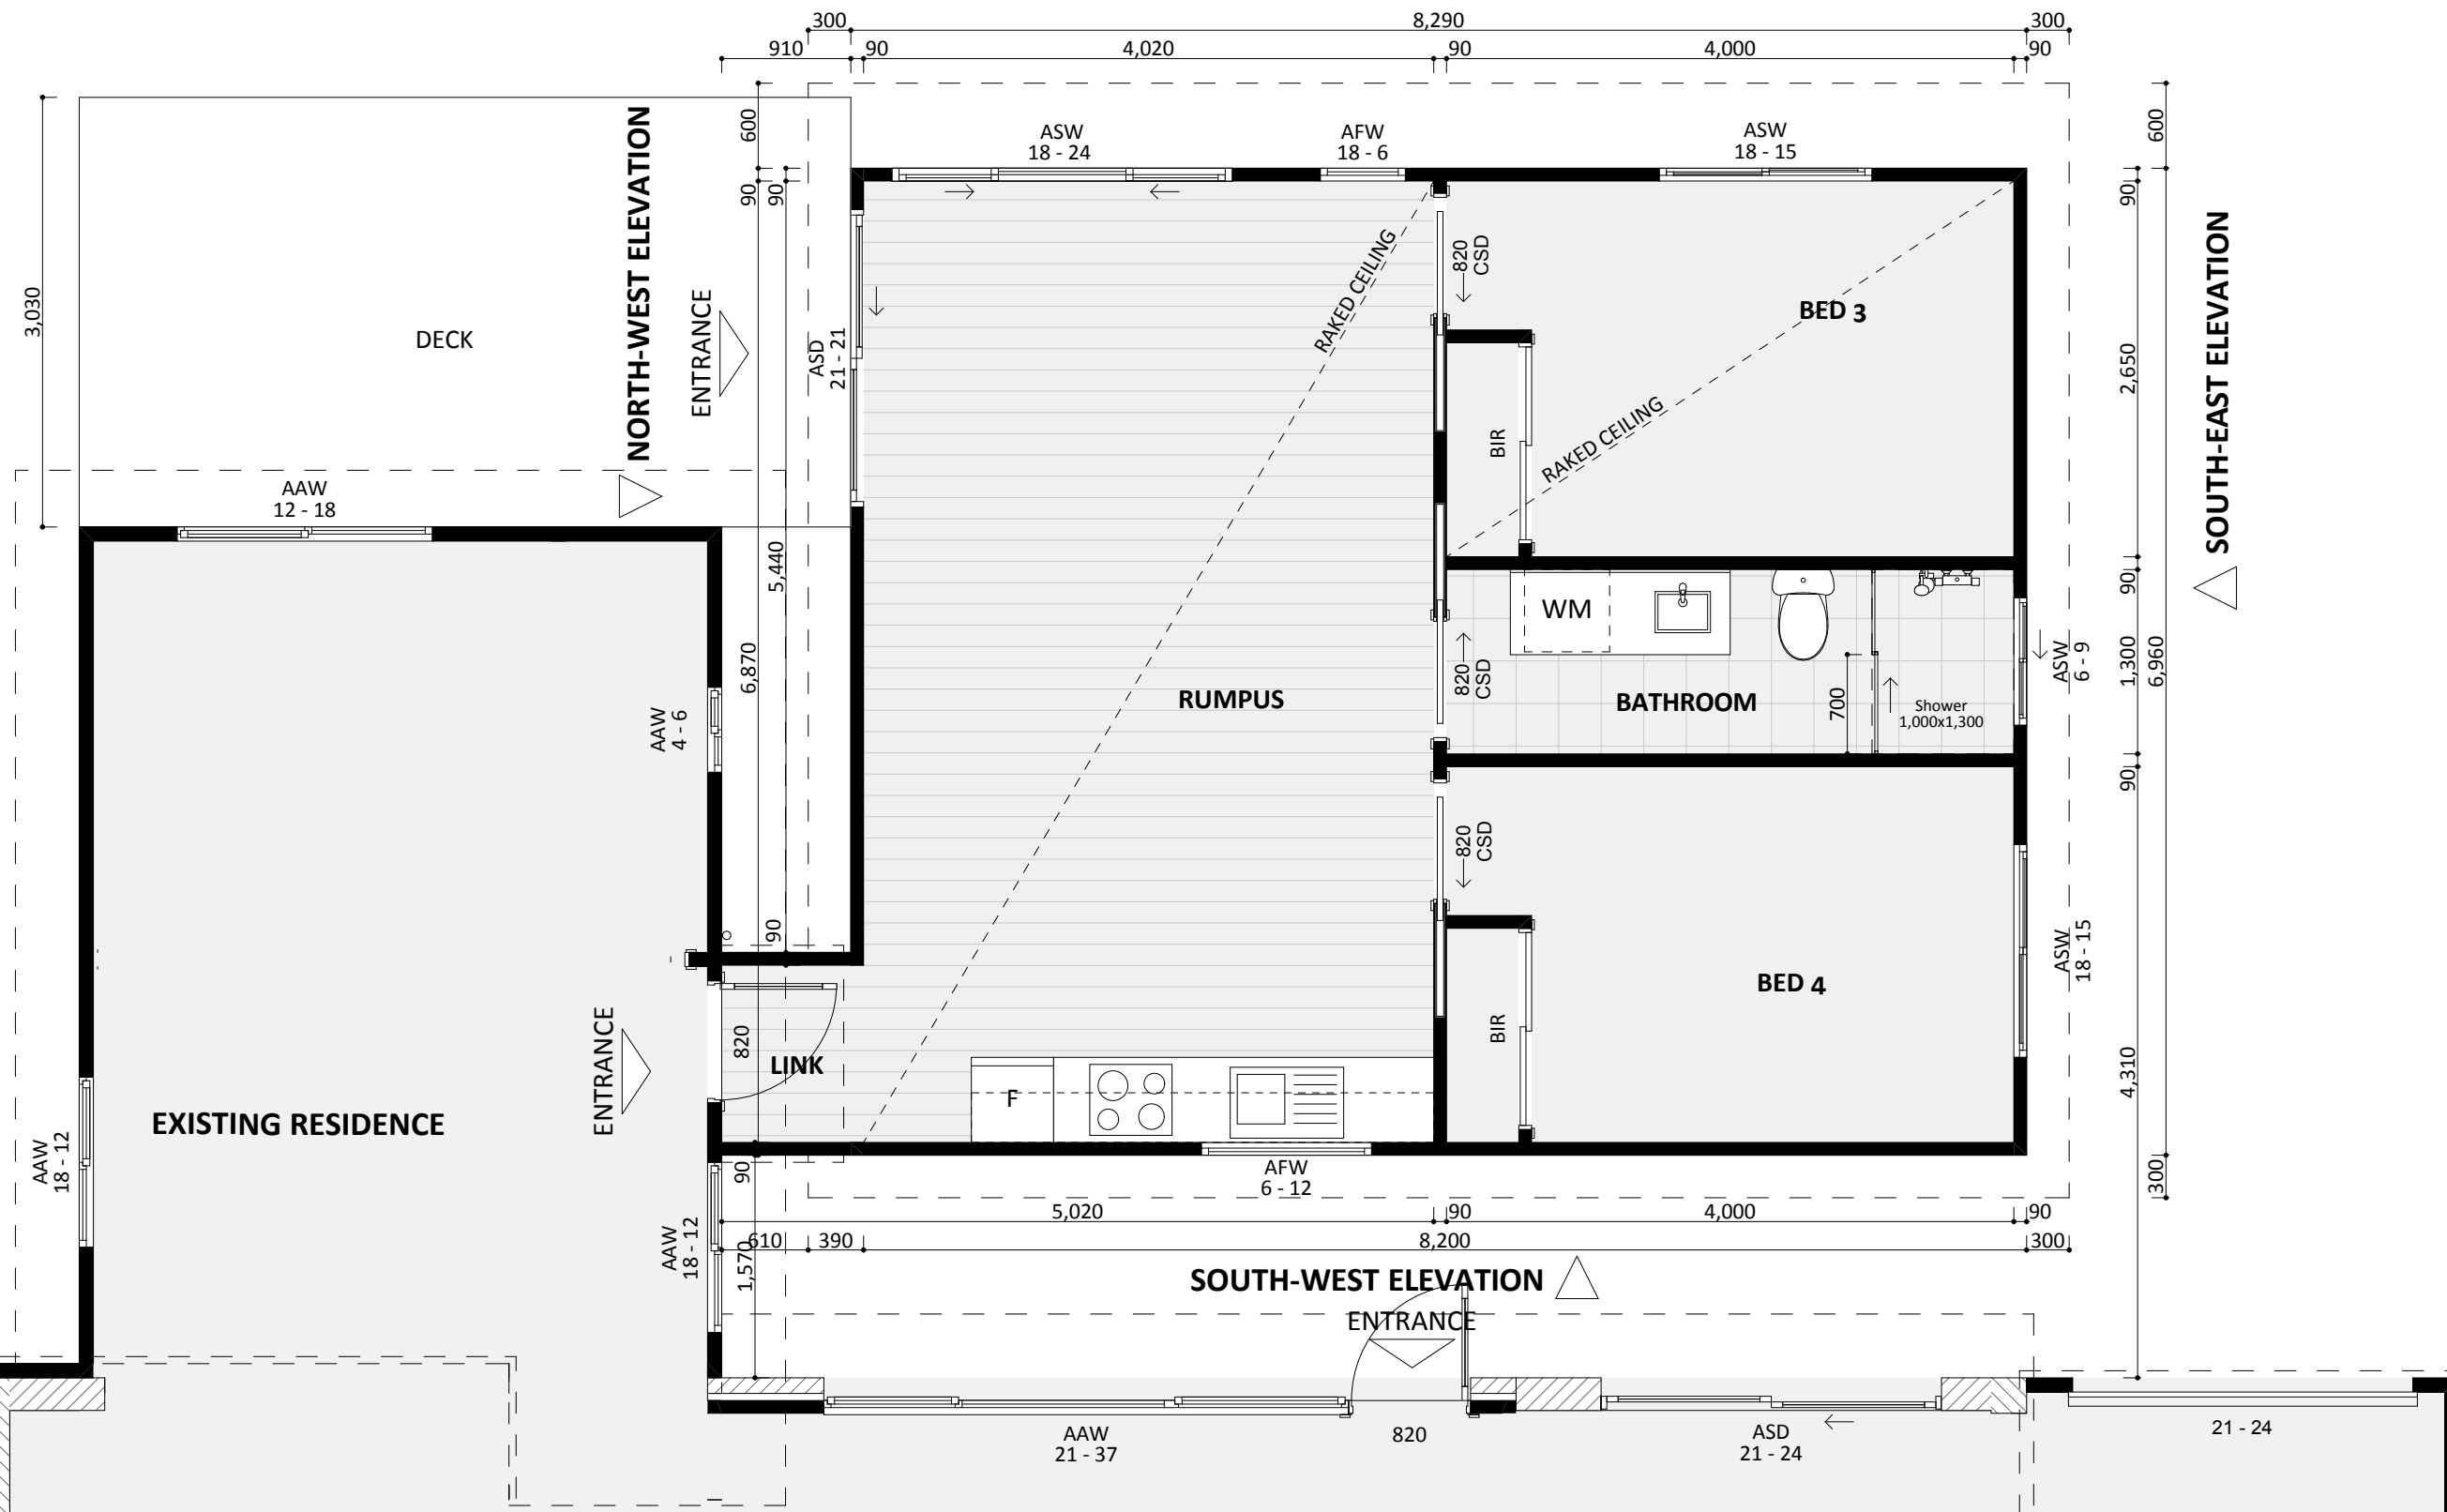 300
8,290
300
910
90
4,020
90
4,000
90
600
600
ASW
18 - 24
AFW
18 - 6
ASW
18 - 15
90
90
90
3,030
DECK
NORTH-WEST ELEVATION
ENTRANCE
ASD
21 - 21
RAKED CEILING
820
CSD
BED 3
2,650
SOUTH-EAST ELEVATION
BIR
RAKED CEILING
AAW
12 - 18
5,440
90
6,870
WM
1,300
6,960
ASW
6 - 9
AAW
4 - 6
RUMPUS
820
CSD
BATHROOM
700
Shower
1,000x1,300
90
820
CSD
90
ASW
18 - 15
BED 4
BIR
ENTRANCE
820
LINK
F
4,310
EXISTING RESIDENCE
AAW
18 - 12
90
AFW
6 - 12
300
5,020
90
4,000
90
AAW
18 - 12
610
390
8,200
300
1,570
SOUTH-WEST ELEVATION
ENTRANCE
AAW
21 - 37
820
ASD
21 - 24
21 - 24